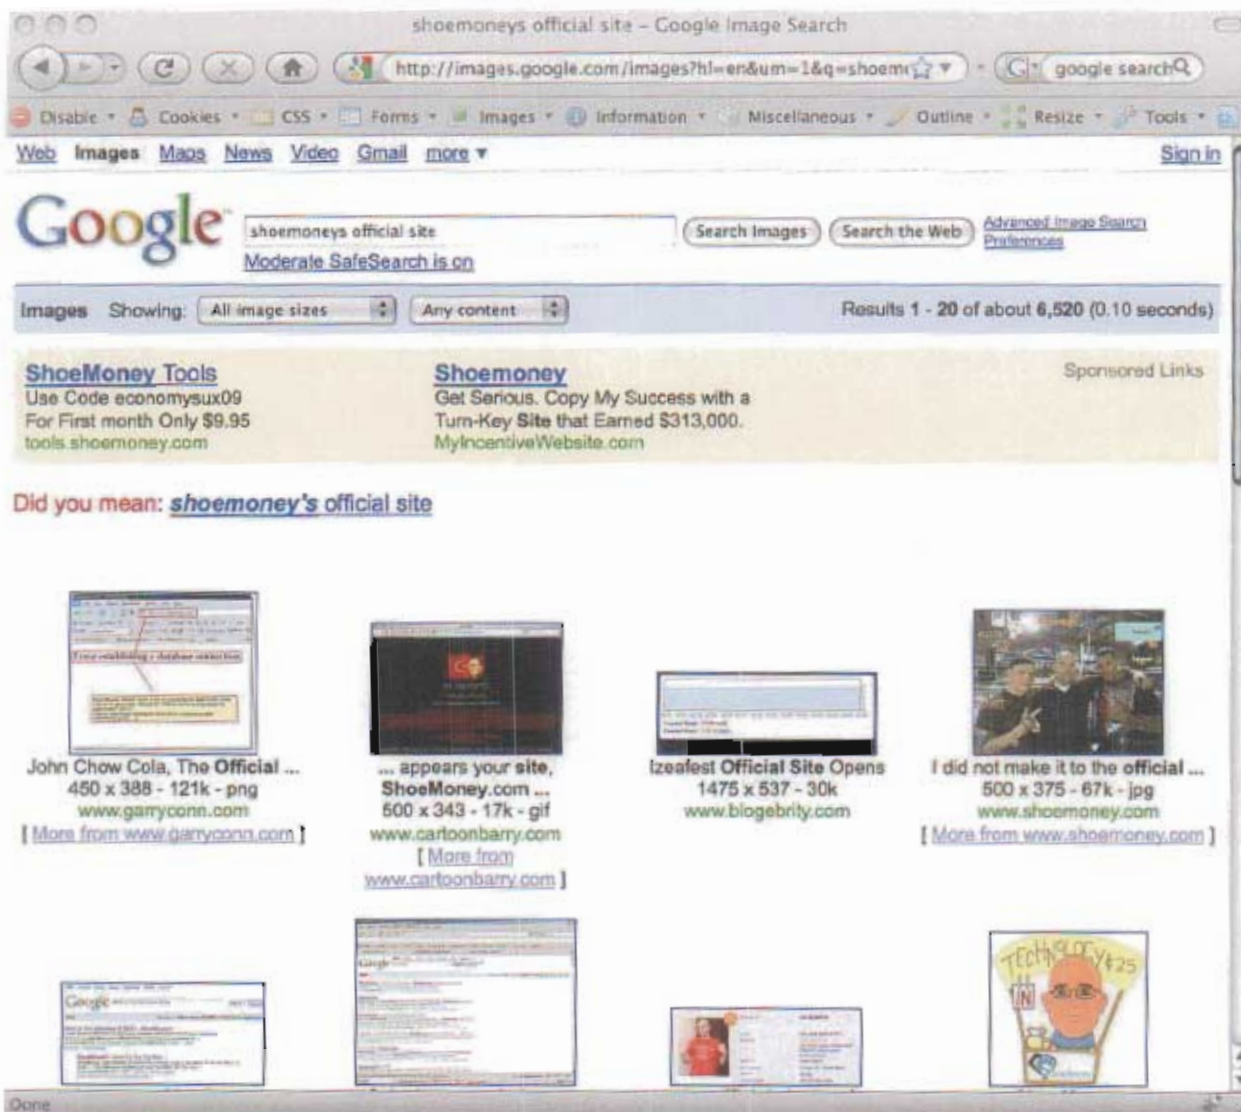 shoemoneys official site – Google Image Search
http://images.google.com/images?hl=en&um=1&q=shoem
google search
Disable Cookies CSS Forms Images Information Miscellaneous Outline Resize Tools
Web Images Maps News Video Gmail more ▼ Sign in
Google shoemoneys official site Search Images Search the Web Advanced Image Search
Preferences
Moderate SafeSearch is on
Images Showing: All image sizes Any content Results 1 - 20 of about 6,520 (0.10 seconds)
ShoeMoney Tools
Use Code economysux09
For First month Only $9.95
tools.shoemoney.com
Shoemoney
Get Serious. Copy My Success with a
Turn-Key Site that Earned $313,000.
MyIncentiveWebsite.com
Sponsored Links
Did you mean: shoemoney's official site
Error establishing a database connection
John Chow Cola, The Official ...
450 x 388 - 121k - png
www.garryconn.com
[ More from www.garryconn.com ]
... appears your site,
ShoeMoney.com ...
500 x 343 - 17k - gif
www.cartoonbarry.com
[ More from
www.cartoonbarry.com ]
Izeafest Official Site Opens
1475 x 537 - 30k
www.blogebrity.com
I did not make it to the official ...
500 x 375 - 67k - jpg
www.shoemoney.com
[ More from www.shoemoney.com ]
Google
Google
TECHNOLOGY $25
IN
Done